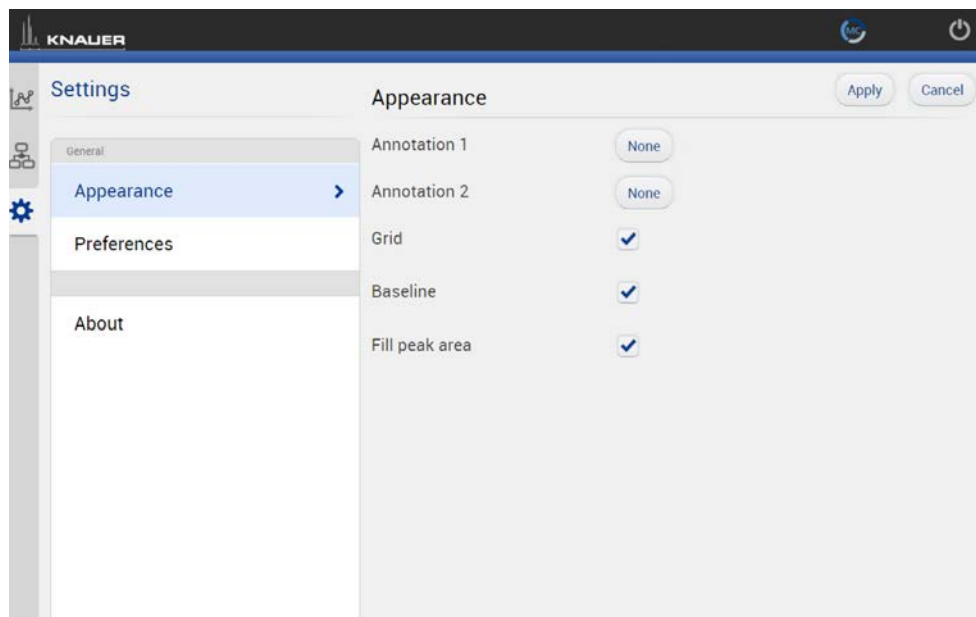 KNAUER
MC
Settings
General
Appearance
Preferences
About
Appearance
Apply
Cancel
Annotation 1
None
Annotation 2
None
Grid
Baseline
Fill peak area